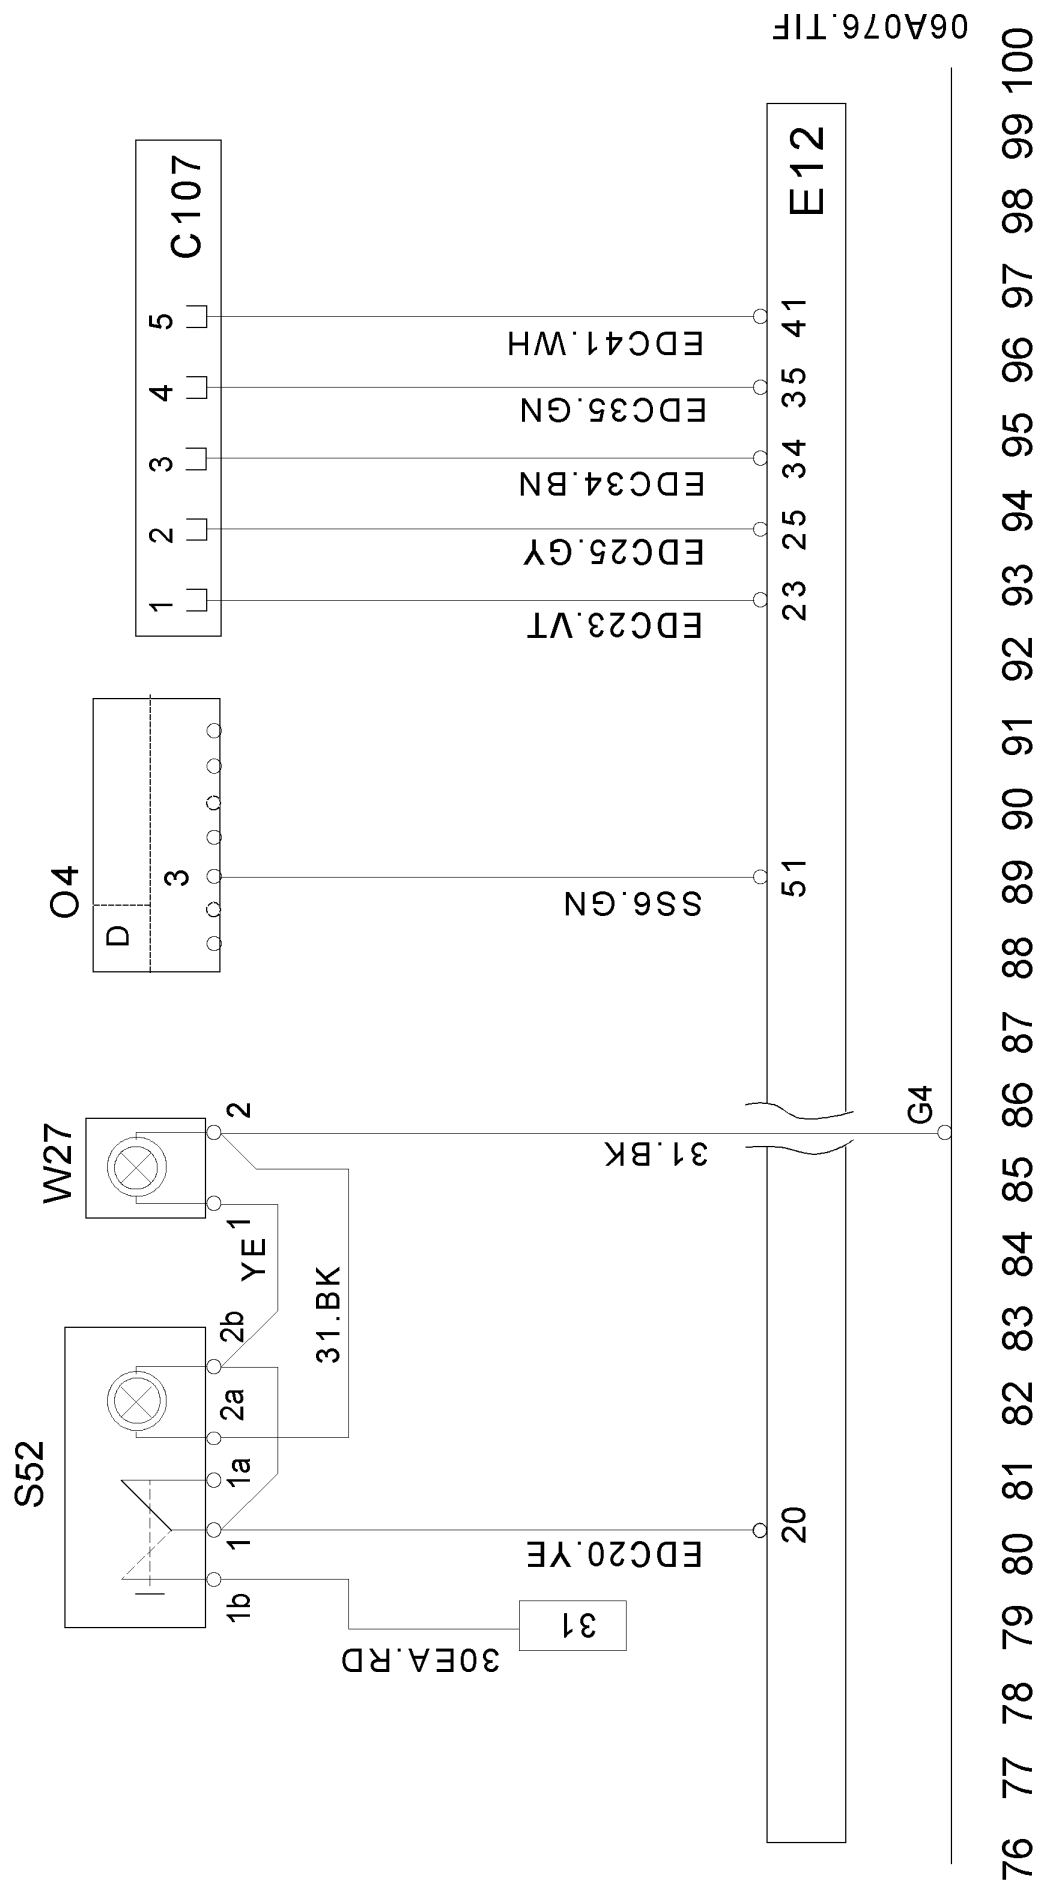 06A076.TIF
C107
1
2
3
4
5
EDC23.VT
EDC25.GY
EDC34.BN
EDC35.GN
EDC41.WH
23
25
34
35
41
E12
O4
D
3
SS6.GN
51
W27
1
2
YE
31.BK
31.BK
G4
S52
1b
1
1a
2a
2b
30EA.RD
31
EDC20.YE
20
76
77
78
79
80
81
82
83
84
85
86
87
88
89
90
91
92
93
94
95
96
97
98
99
100